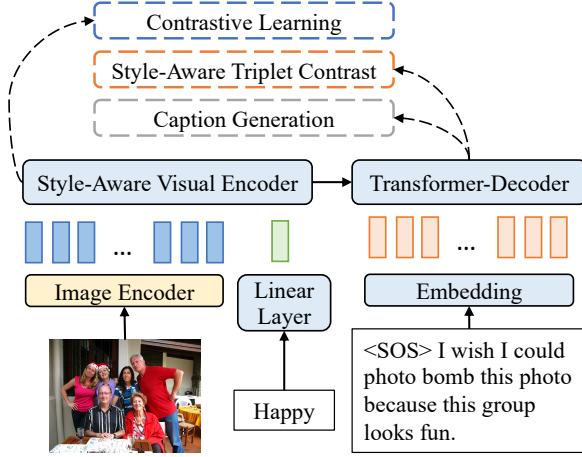 Contrastive Learning
Style-Aware Triplet Contrast
Caption Generation
Style-Aware Visual Encoder
Transformer-Decoder
...
...
Image Encoder
Linear
Layer
Embedding
Happy
<SOS> I wish I could
photo bomb this photo
because this group
looks fun.